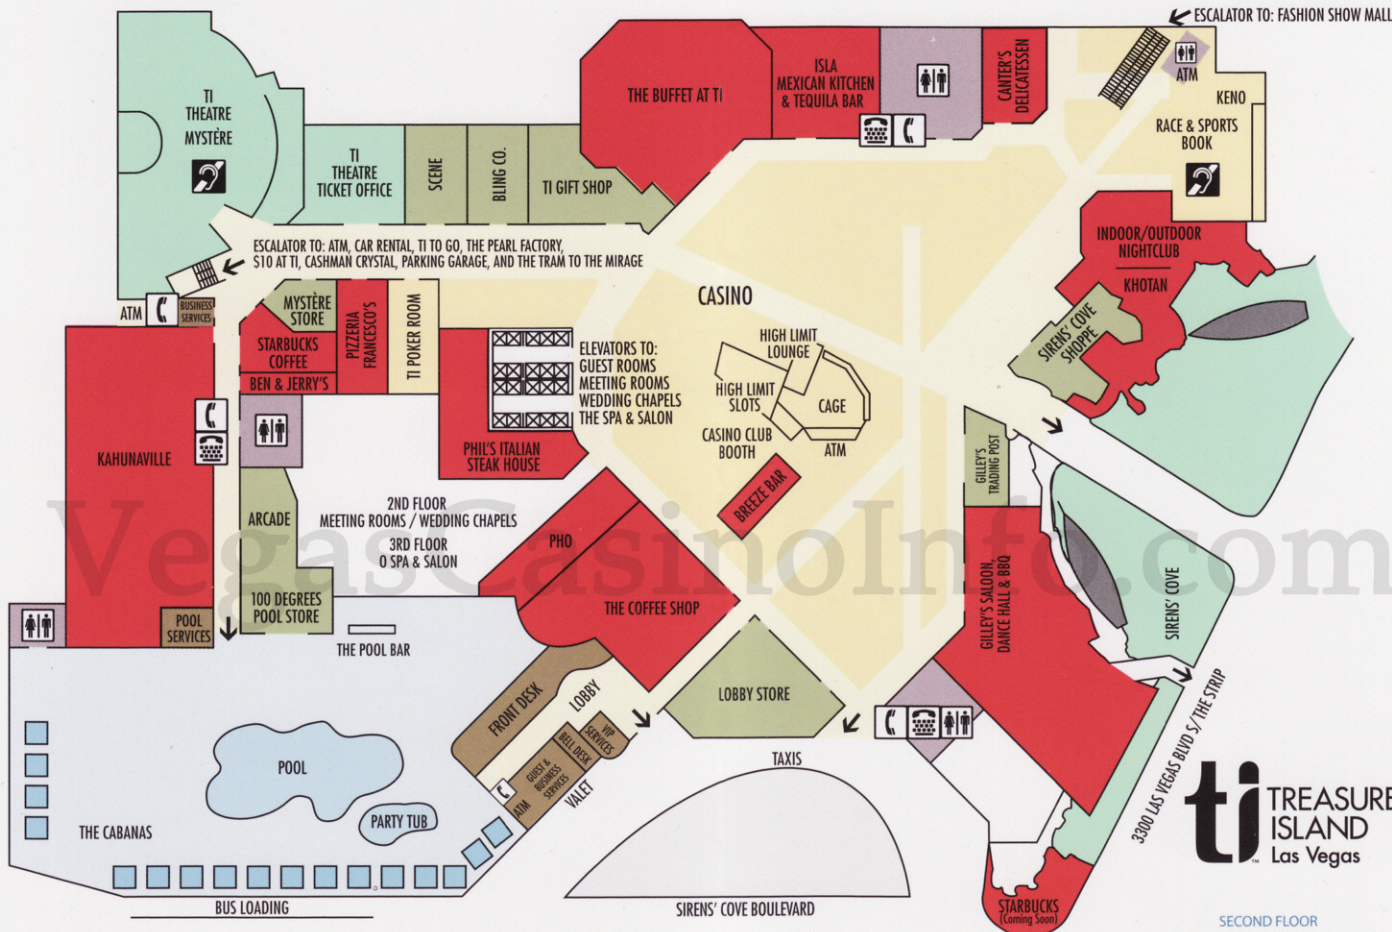 ESCALATOR TO: FASHION SHOW MALL
TI
THEATRE
MYSTÈRE
TI
THEATRE
TICKET OFFICE
SCENE
BLING CO.
TI GIFT SHOP
THE BUFFET AT TI
ISLA
MEXICAN KITCHEN
& TEQUILA BAR
CANTER'S
DELICATESSEN
ATM
KENO
RACE & SPORTS
BOOK
ESCALATOR TO: ATM, CAR RENTAL, TI TO GO, THE PEARL FACTORY,
$10 AT TI, CASHMAN CRYSTAL, PARKING GARAGE, AND THE TRAM TO THE MIRAGE
INDOOR/OUTDOOR
NIGHTCLUB
KHOTAN
SIRENS' COVE
SHOPPE
ATM
BUSINESS
SERVICES
MYSTÈRE
STORE
STARBUCKS
COFFEE
BEN & JERRY'S
PIZZERIA
FRANCESCO'S
TI POKER ROOM
CASINO
ELEVATORS TO:
GUEST ROOMS
MEETING ROOMS
WEDDING CHAPELS
THE SPA & SALON
HIGH LIMIT
LOUNGE
HIGH LIMIT
SLOTS
CAGE
CASINO CLUB
BOOTH
ATM
BREEZE BAR
KAHUNAVILLE
PHIL'S ITALIAN
STEAK HOUSE
GILLEY'S
TRADING POST
ARCADE
2ND FLOOR
MEETING ROOMS / WEDDING CHAPELS
3RD FLOOR
O SPA & SALON
PHO
THE COFFEE SHOP
VegasCasinoInfo.com
GILLEY'S SALOON,
DANCE HALL & BBQ
SIRENS' COVE
100 DEGREES
POOL STORE
POOL
SERVICES
THE POOL BAR
FRONT DESK
LOBBY
LOBBY STORE
VIP
SERVICES
BELL DESK
GUEST &
BUSINESS
SERVICES
ATM
VALET
TAXIS
POOL
PARTY TUB
THE CABANAS
BUS LOADING
SIRENS' COVE BOULEVARD
3300 LAS VEGAS BLVD S/ THE STRIP
STARBUCKS
(Coming Soon)
ti
TREASURE
ISLAND
Las Vegas
SECOND FLOOR